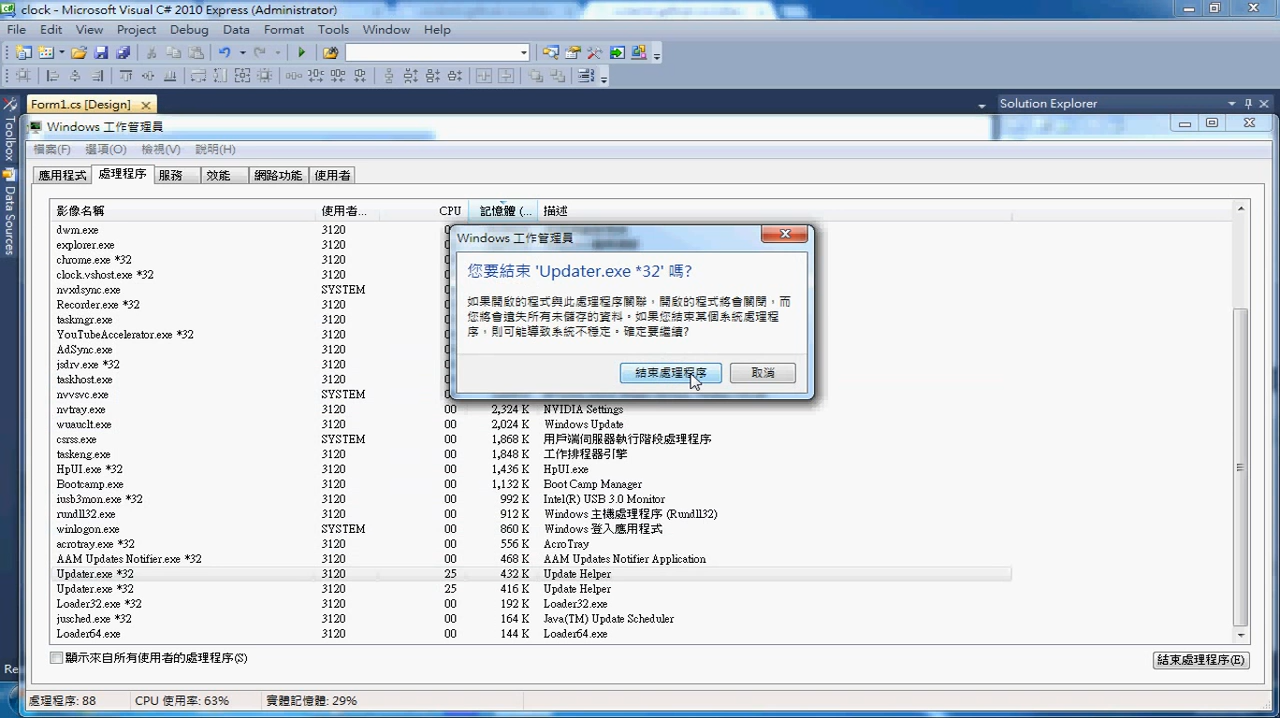 clock - Microsoft Visual C# 2010 Express (Administrator)
File Edit View Project Debug Data Format Tools Window Help
Form1.cs [Design]
Solution Explorer
Toolbox
Data Sources
Windows 工作管理員
檔案(F) 選項(O) 檢視(V) 說明(H)
應用程式 處理程序 服務 效能 網路功能 使用者
影像名稱 使用者... CPU 記憶體 (... 描述
dwm.exe 3120
explorer.exe 3120
chrome.exe *32 3120
clock.vshost.exe *32 3120
nvxdsync.exe SYSTEM
Recorder.exe *32 3120
taskmgr.exe 3120
YouTubeAccelerator.exe *32 3120
AdSync.exe 3120
jsdrv.exe *32 3120
taskhost.exe 3120
nvvsvc.exe SYSTEM 00
nvtray.exe 3120 00 2,324 K NVIDIA Settings
wuauclt.exe 3120 00 2,024 K Windows Update
csrss.exe SYSTEM 00 1,868 K 用戶端伺服器執行階段處理程序
taskeng.exe 3120 00 1,848 K 工作排程器引擎
HpUI.exe *32 3120 00 1,436 K HpUI.exe
Bootcamp.exe 3120 00 1,132 K Boot Camp Manager
iusb3mon.exe *32 3120 00 992 K Intel(R) USB 3.0 Monitor
rundll32.exe 3120 00 912 K Windows 主機處理程序 (Rundll32)
winlogon.exe SYSTEM 00 860 K Windows 登入應用程式
acrotray.exe *32 3120 00 556 K AcroTray
AAM Updates Notifier.exe *32 3120 00 468 K AAM Updates Notifier Application
Updater.exe *32 3120 25 432 K Update Helper
Updater.exe *32 3120 25 416 K Update Helper
Loader32.exe *32 3120 00 192 K Loader32.exe
jusched.exe *32 3120 00 164 K Java(TM) Update Scheduler
Loader64.exe 3120 00 144 K Loader64.exe
Windows 工作管理員
您要結束 'Updater.exe *32' 嗎?
如果開啟的程式與此處理程序關聯，開啟的程式將會關閉，而
您將會遺失所有未儲存的資料。如果您結束某個系統處理程
序，則可能導致系統不穩定。確定要繼續?
結束處理程序 取消
顯示來自所有使用者的處理程序(S)
結束處理程序(E)
處理程序: 88 CPU 使用率: 63% 實體記憶體: 29%